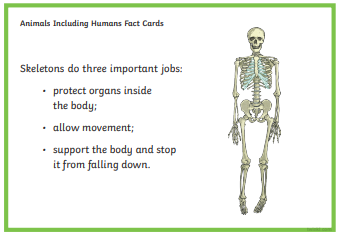 Animals Including Humans Fact Cards
Skeletons do three important jobs:
• protect organs inside
the body;
• allow movement;
• support the body and stop
it from falling down.